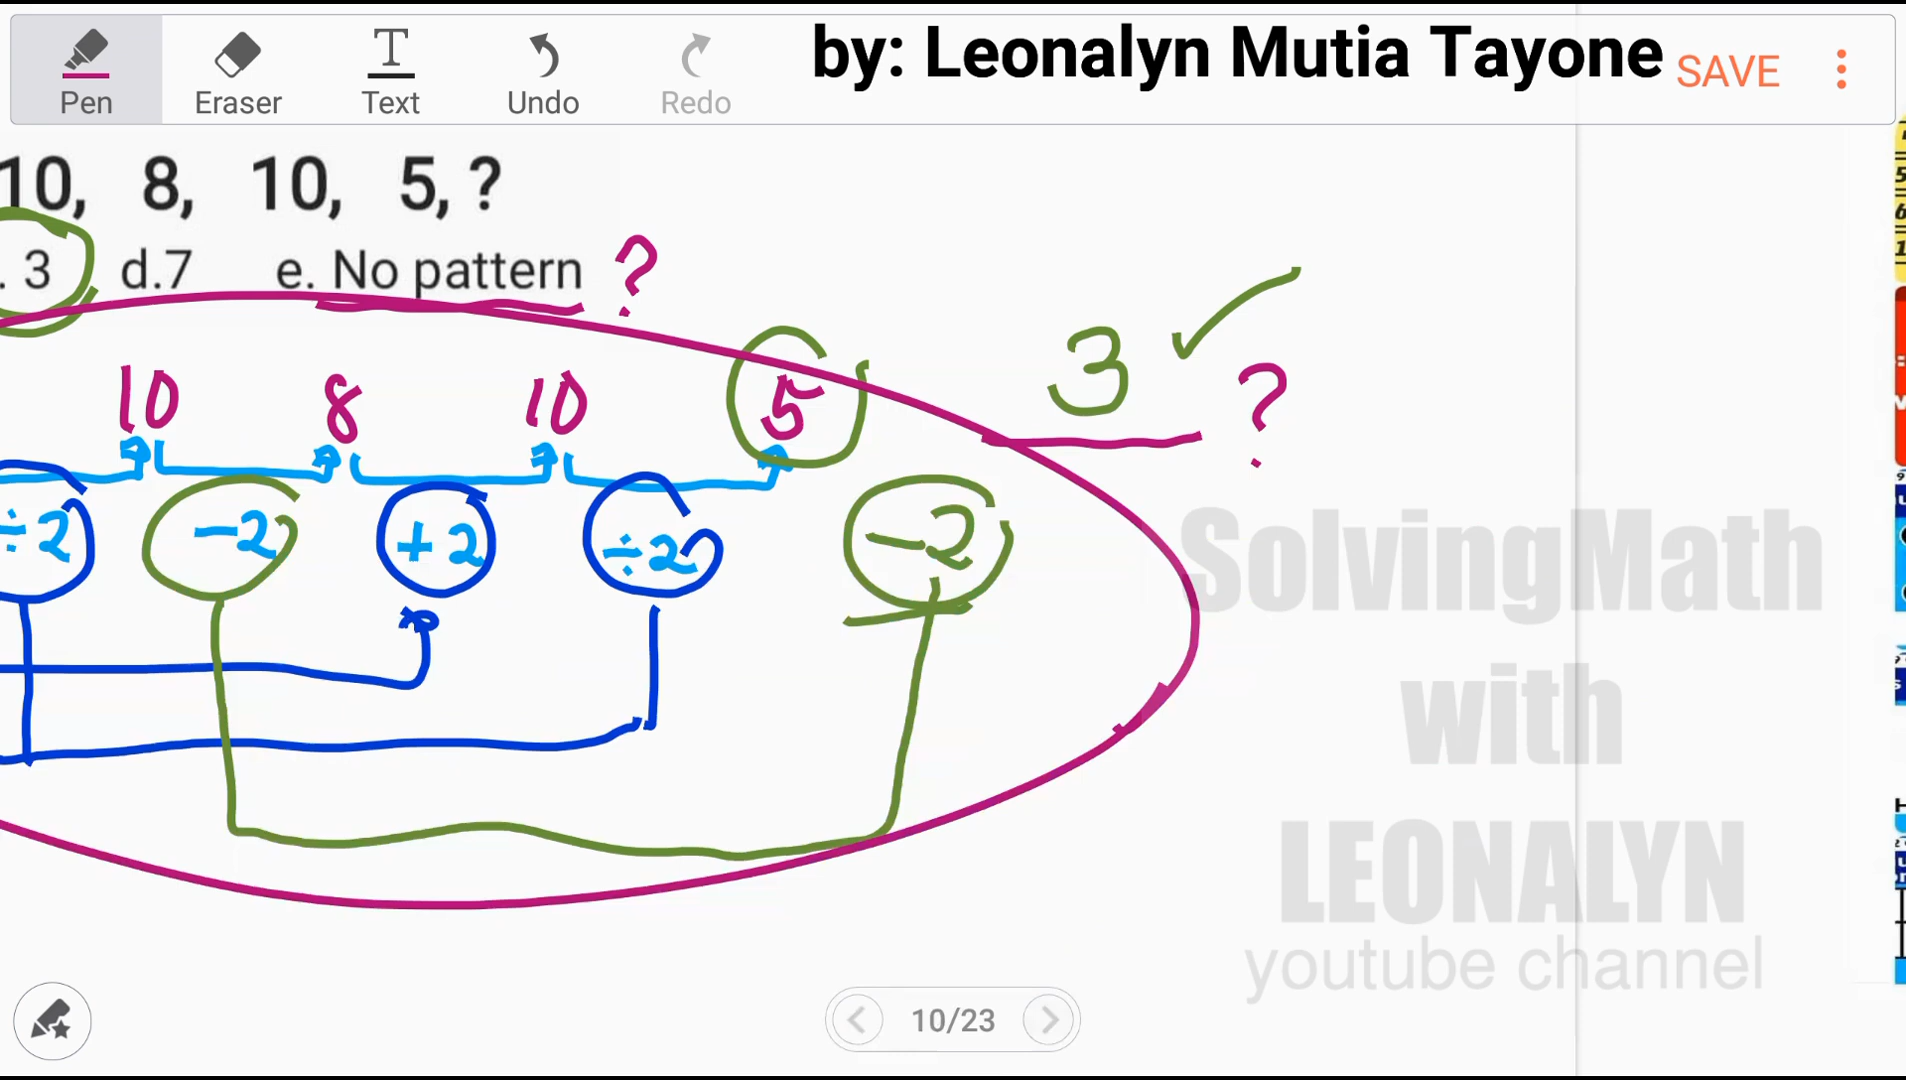 by: Leonalyn Mutia Tayone
Pen Eraser Text Undo Redo SAVE
10, 8, 10, 5, ?
. 3 d.7 e. No pattern ?
3 ?
10 8 10 5
÷2 -2 +2 ÷2 -2
SolvingMath
with
LEONALYN
youtube channel
10/23